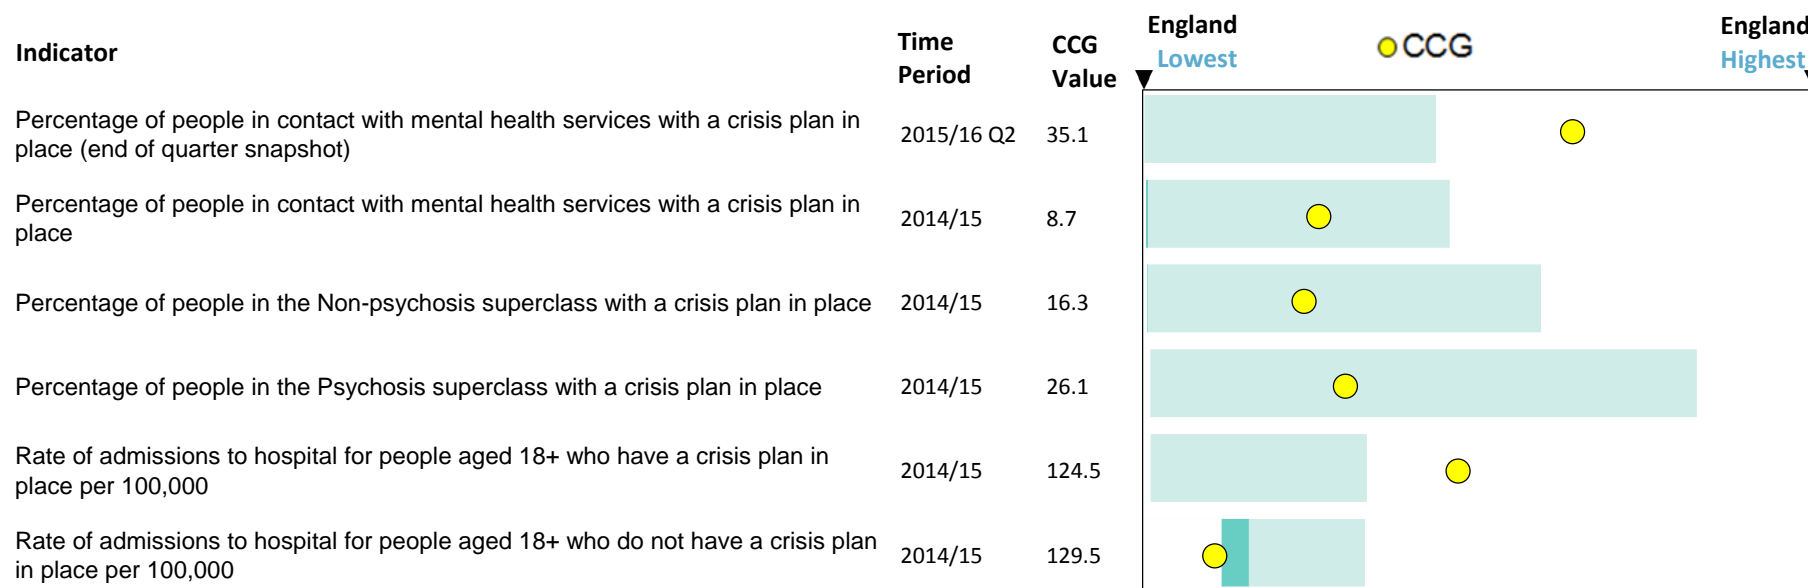 Indicator
Time
Period
CCG
Value
England
Lowest
CCG
England
Highest
Percentage of people in contact with mental health services with a crisis plan in
place (end of quarter snapshot)
2015/16 Q2
35.1
Percentage of people in contact with mental health services with a crisis plan in
place
2014/15
8.7
Percentage of people in the Non-psychosis superclass with a crisis plan in place
2014/15
16.3
Percentage of people in the Psychosis superclass with a crisis plan in place
2014/15
26.1
Rate of admissions to hospital for people aged 18+ who have a crisis plan in
place per 100,000
2014/15
124.5
Rate of admissions to hospital for people aged 18+ who do not have a crisis plan
in place per 100,000
2014/15
129.5